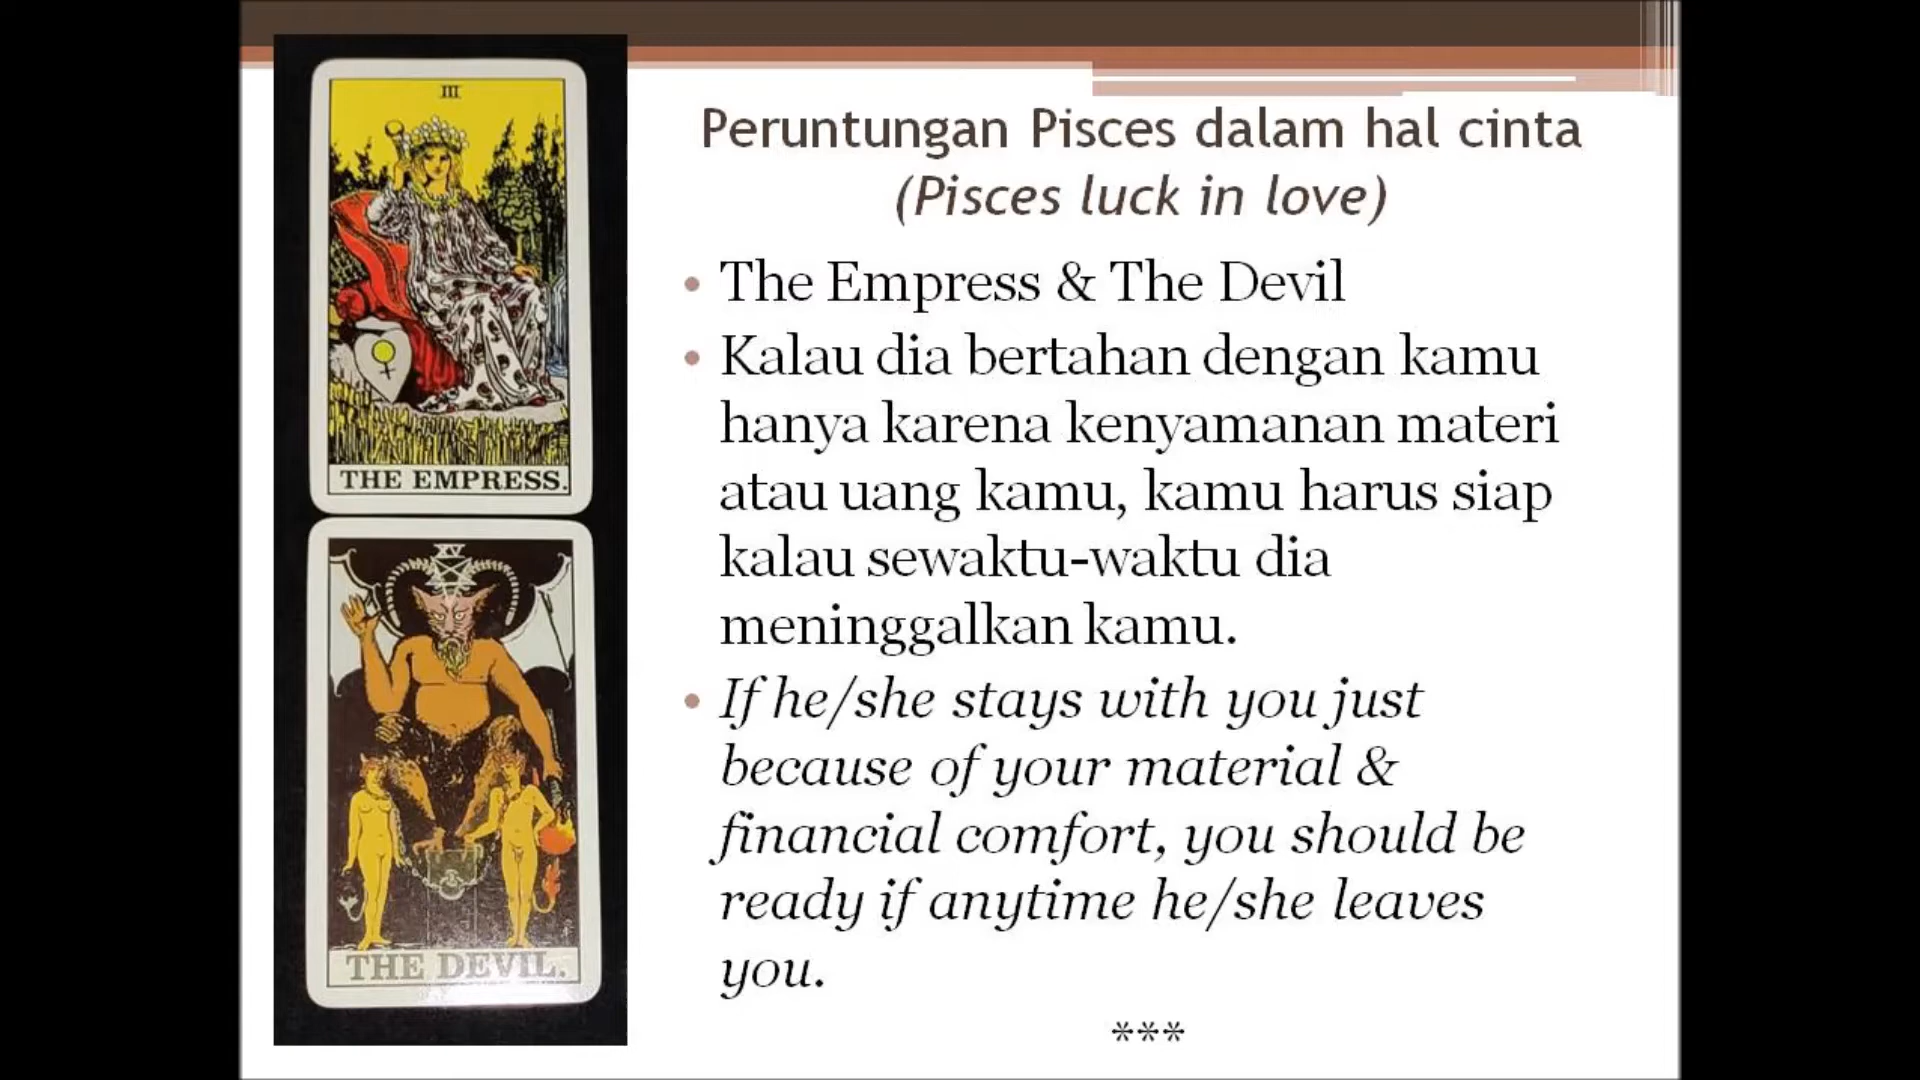 III
THE EMPRESS.
XV
THE DEVIL.
Peruntungan Pisces dalam hal cinta
(Pisces luck in love)
• The Empress & The Devil
• Kalau dia bertahan dengan kamu
hanya karena kenyamanan materi
atau uang kamu, kamu harus siap
kalau sewaktu-waktu dia
meninggalkan kamu.
• If he/she stays with you just
because of your material &
financial comfort, you should be
ready if anytime he/she leaves
you.
***